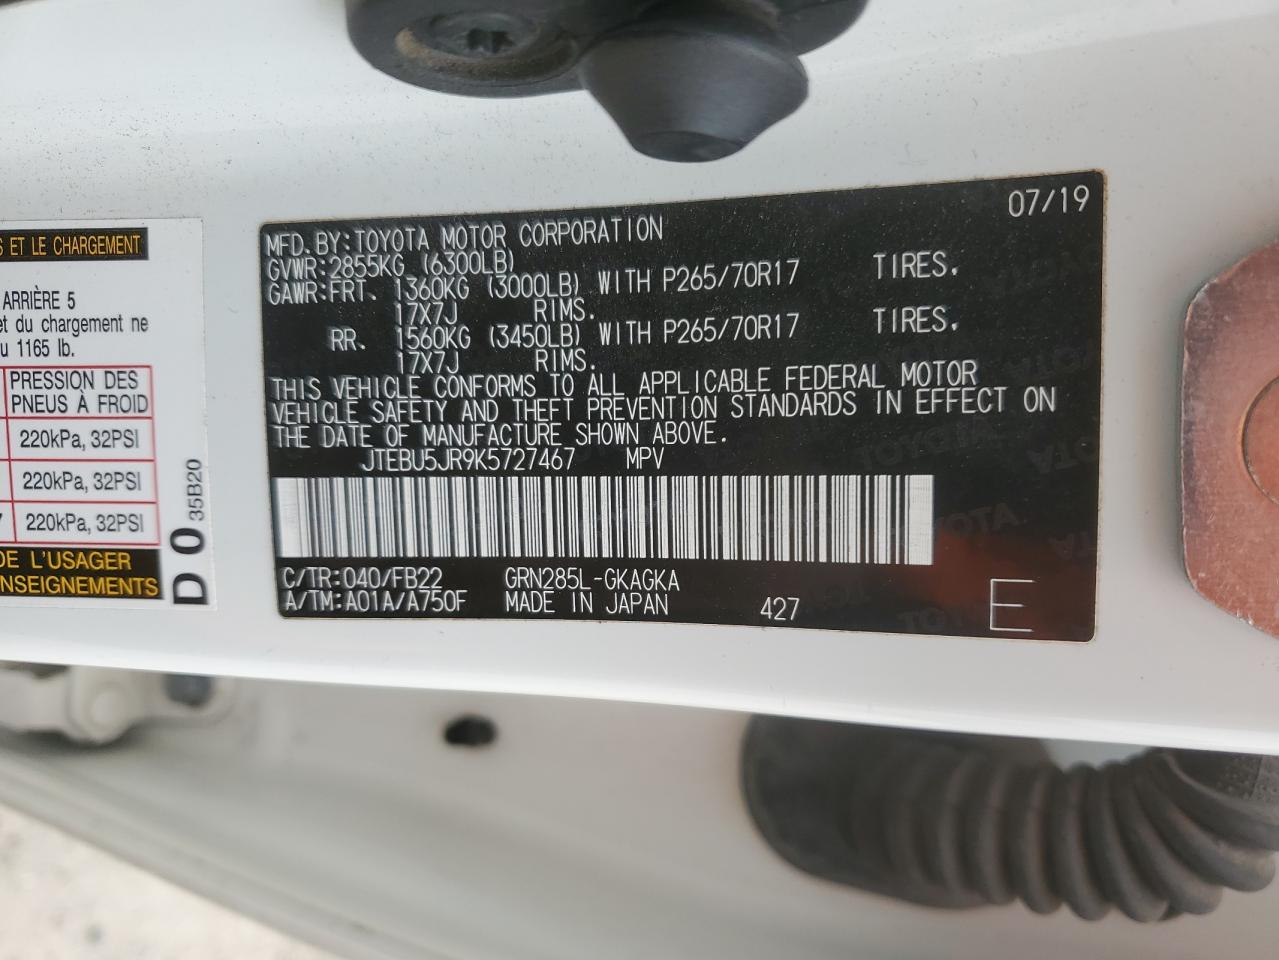 S ET LE CHARGEMENT
ARRIÈRE 5
et du chargement ne
u 1165 lb.
PRESSION DES
PNEUS À FROID
220kPa, 32PSI
220kPa, 32PSI
7 220kPa, 32PSI
DE L'USAGER
ENSEIGNEMENTS
D 0 35B20
07/19
MFD. BY: TOYOTA MOTOR CORPORATION
GVWR: 2855KG (6300LB)
GAWR: FRT. 1360KG (3000LB) WITH P265/70R17 TIRES.
17X7J RIMS.
RR. 1560KG (3450LB) WITH P265/70R17 TIRES.
17X7J RIMS.
THIS VEHICLE CONFORMS TO ALL APPLICABLE FEDERAL MOTOR
VEHICLE SAFETY AND THEFT PREVENTION STANDARDS IN EFFECT ON
THE DATE OF MANUFACTURE SHOWN ABOVE.
JTEBU5JR9K5727467 MPV
C/TR: 040/FB22 GRN285L-GKAGKA
A/TM: A01A/A750F MADE IN JAPAN 427 E